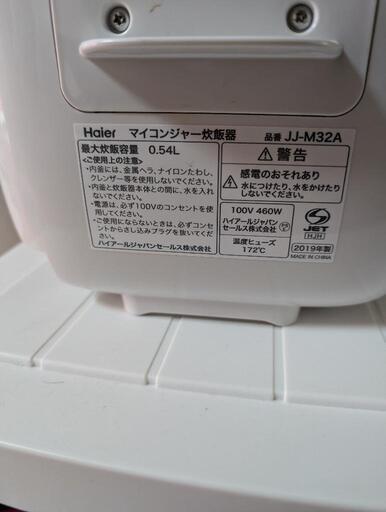 Haier マイコンジャー炊飯器 品番 JJ-M32A
最大炊飯容量 0.54L
<ご使用上の注意>
・内釜には、金属ヘラ、ナイロンたわし、
クレンザー等を使用しないでください。
・内釜と炊飯器本体との間に、水を入れ
ないでください。
・電源は、必ず100Vのコンセントを使用
してください。
・ご使用にならないときは、必ずコンセ
ントからさし込みプラグを抜いてくだ
さい。
ハイアールジャパンセールス株式会社
警告
感電のおそれあり
水につけたり、水をかけたり
しないでください。
100V 460W
ハイアールジャパン
セールス株式会社
温度ヒューズ
172℃
JET
HJH
2019年製
MADE IN CHINA